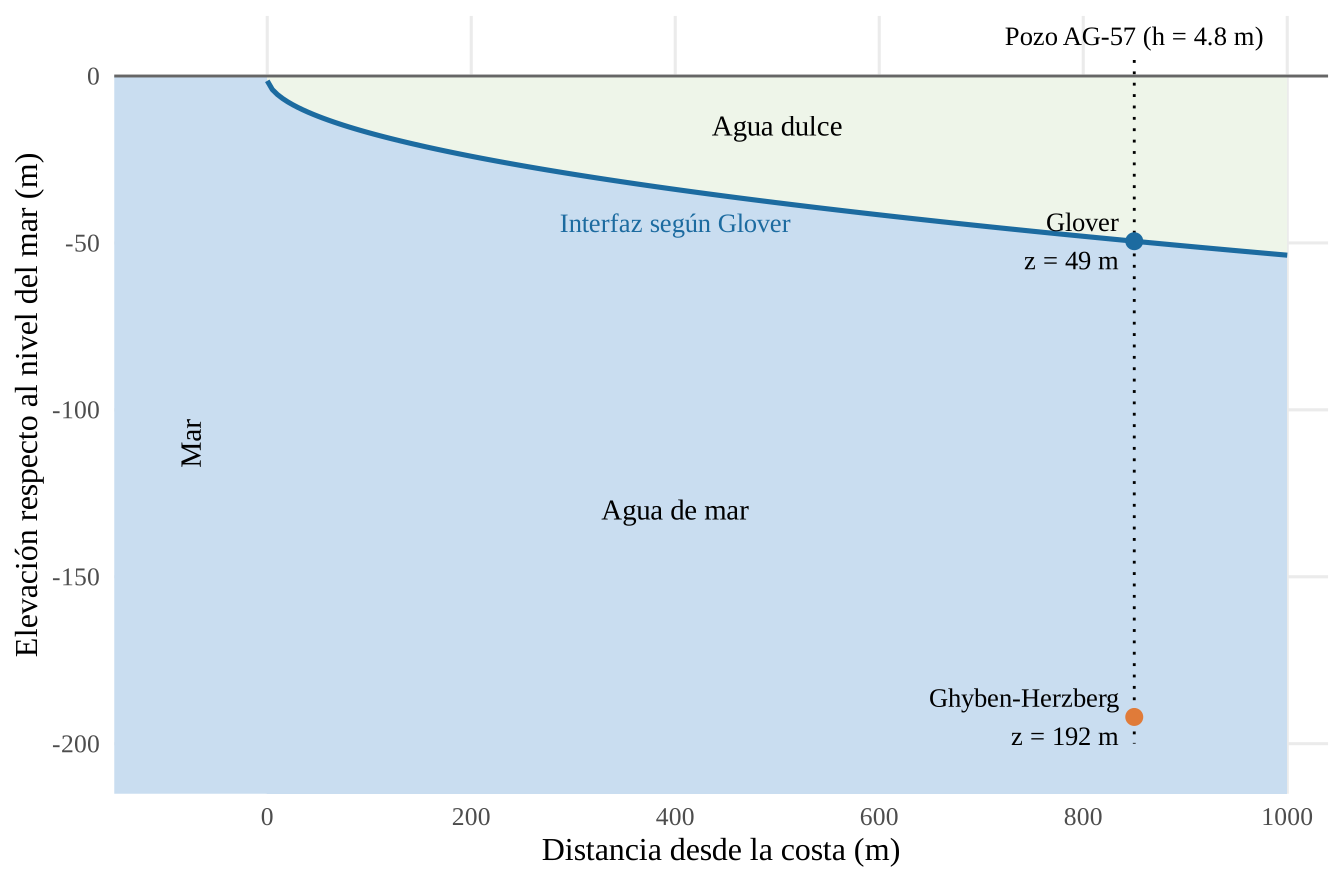 Pozo AG-57 (h = 4.8 m)
0
-50
-100
-150
-200
Elevación respecto al nivel del mar (m)
Agua dulce
Interfaz según Glover
Glover
z = 49 m
Mar
Agua de mar
Ghyben-Herzberg
z = 192 m
0
200
400
600
800
1000
Distancia desde la costa (m)